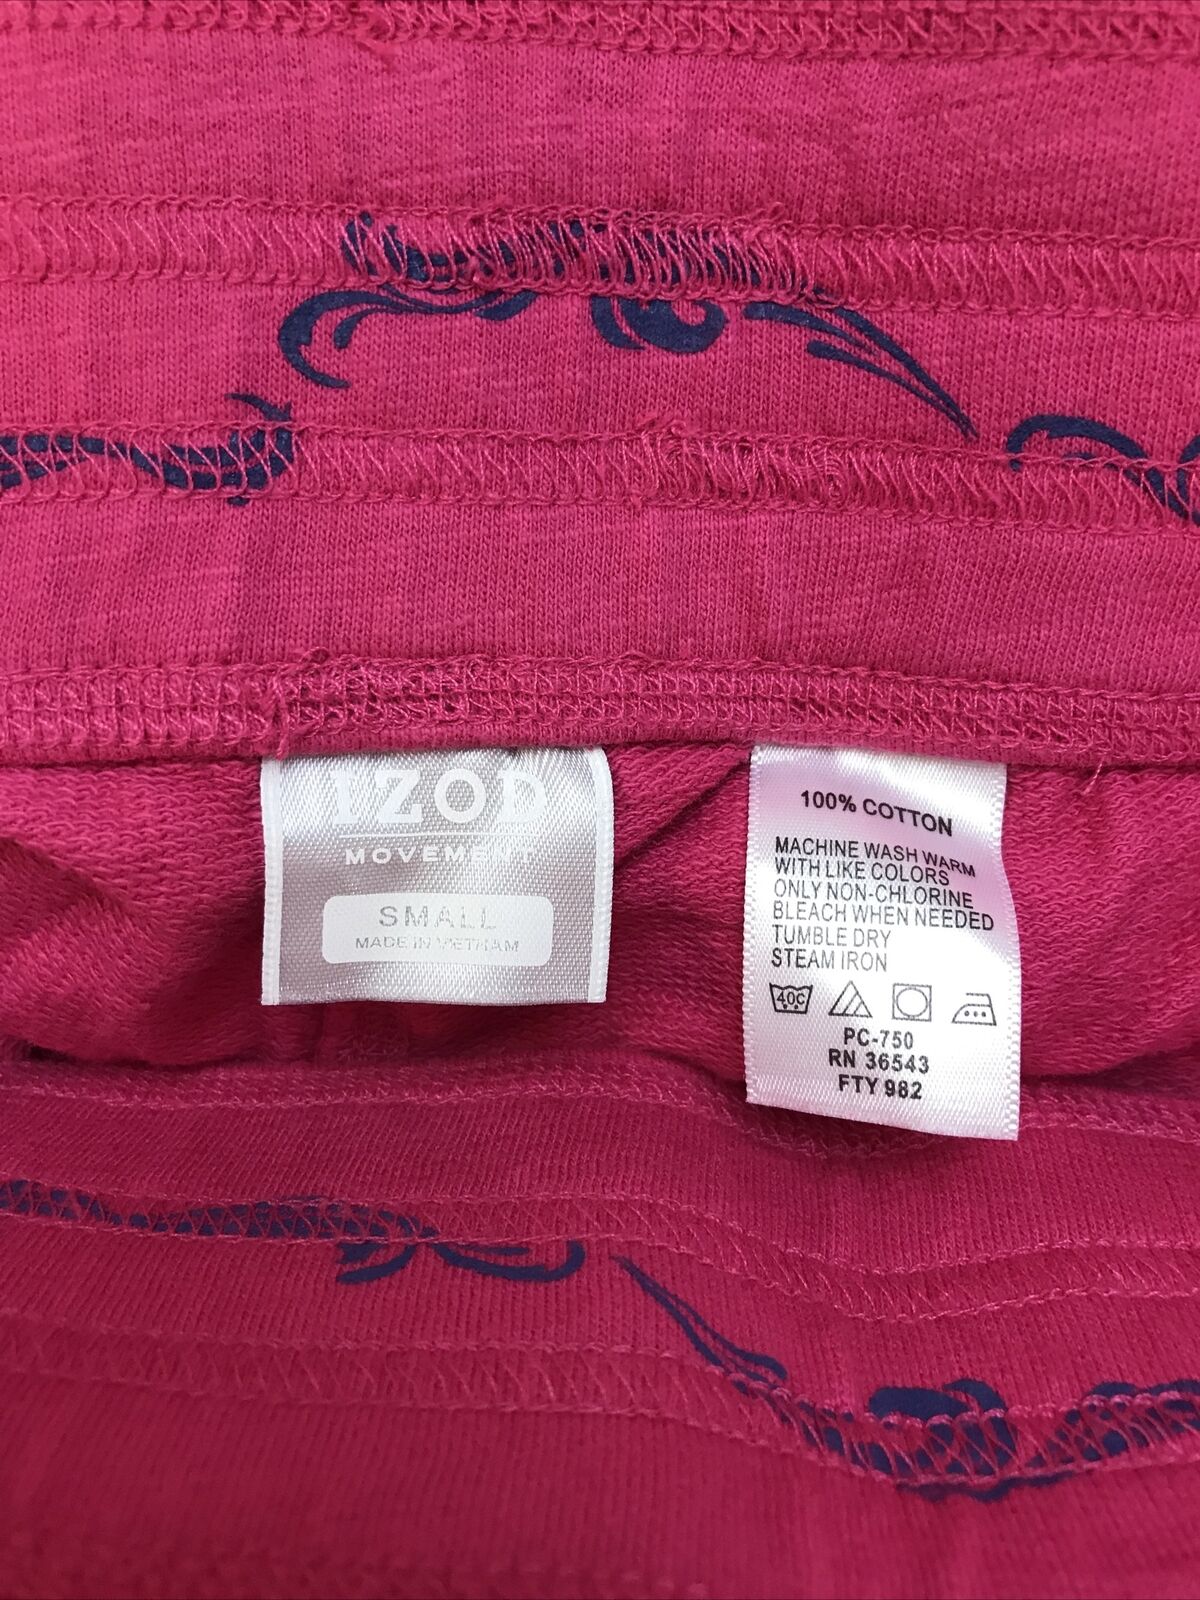 IZOD
MOVEMENT
SMALL
MADE IN VIETNAM
100% COTTON
MACHINE WASH WARM
WITH LIKE COLORS
ONLY NON-CHLORINE
BLEACH WHEN NEEDED
TUMBLE DRY
STEAM IRON
40C
PC-750
RN 36543
FTY 982